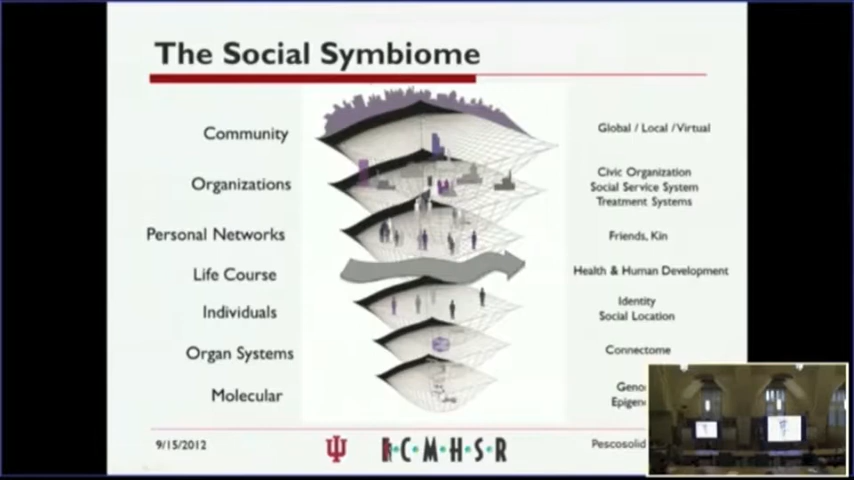 The Social Symbiome
Community
Global / Local / Virtual
Organizations
Civic Organization
Social Service System
Treatment Systems
Personal Networks
Friends, Kin
Life Course
Health & Human Development
Individuals
Identity
Social Location
Organ Systems
Connectome
Molecular
9/15/2012
C·M·H·S·R